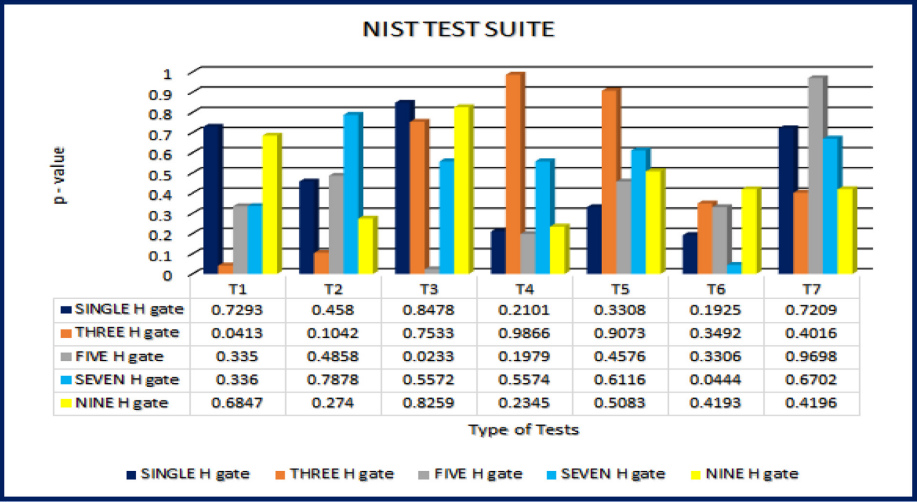 NIST TEST SUITE
p - value
1
0.9
0.8
0.7
0.6
0.5
0.4
0.3
0.2
0.1
0
T1 T2 T3 T4 T5 T6 T7
SINGLE H gate 0.7293 0.458 0.8478 0.2101 0.3308 0.1925 0.7209
THREE H gate 0.0413 0.1042 0.7533 0.9866 0.9073 0.3492 0.4016
FIVE H gate 0.335 0.4858 0.0233 0.1979 0.4576 0.3306 0.9698
SEVEN H gate 0.336 0.7878 0.5572 0.5574 0.6116 0.0444 0.6702
NINE H gate 0.6847 0.274 0.8259 0.2345 0.5083 0.4193 0.4196
Type of Tests
SINGLE H gate THREE H gate FIVE H gate SEVEN H gate NINE H gate